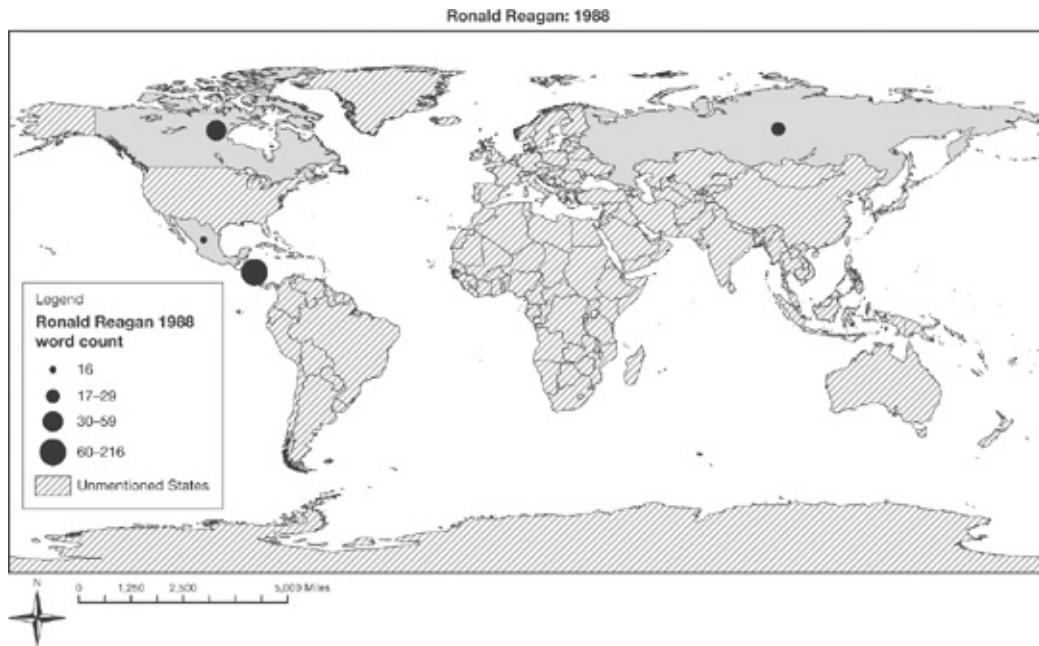 Ronald Reagan: 1988
Legend
Ronald Reagan 1988
word count
16
17–29
30–59
60–216
Unmentioned States
N
0 1,250 2,500 5,000 Miles